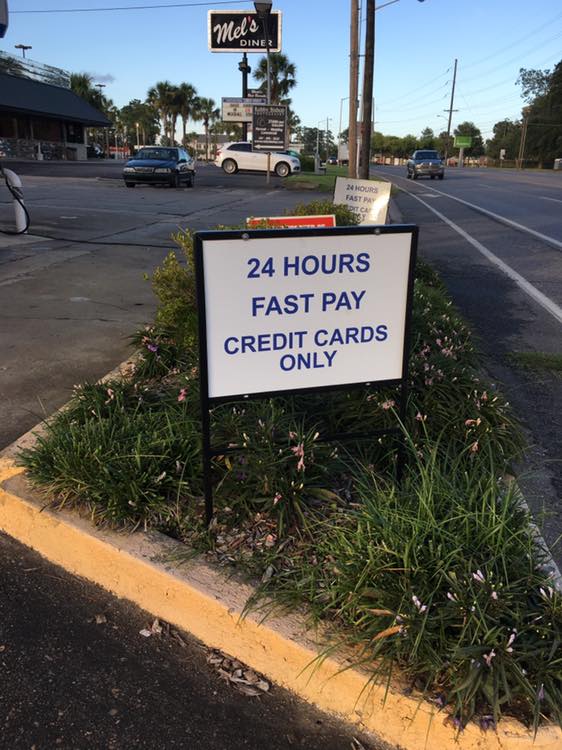 Mel's
DINER
24 HOURS
FAST PAY
24 HOURS
FAST PAY
CREDIT CARDS
ONLY